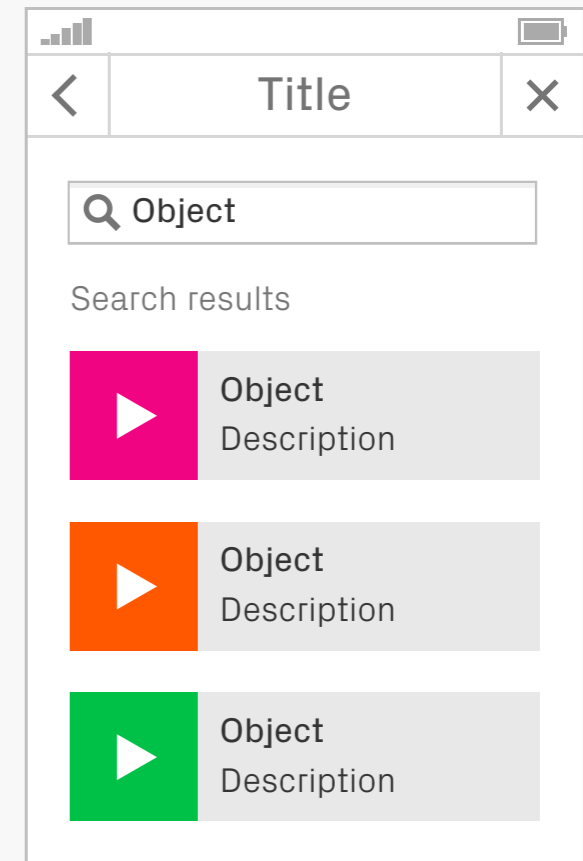 Title
Object
Search results
Object
Description
Object
Description
Object
Description